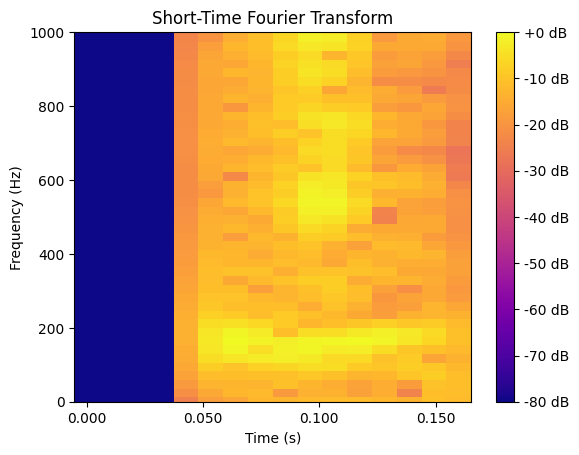 Short-Time Fourier Transform
1000
800
600
400
200
0
Frequency (Hz)
0.000
0.050
0.100
0.150
Time (s)
+0 dB
-10 dB
-20 dB
-30 dB
-40 dB
-50 dB
-60 dB
-70 dB
-80 dB